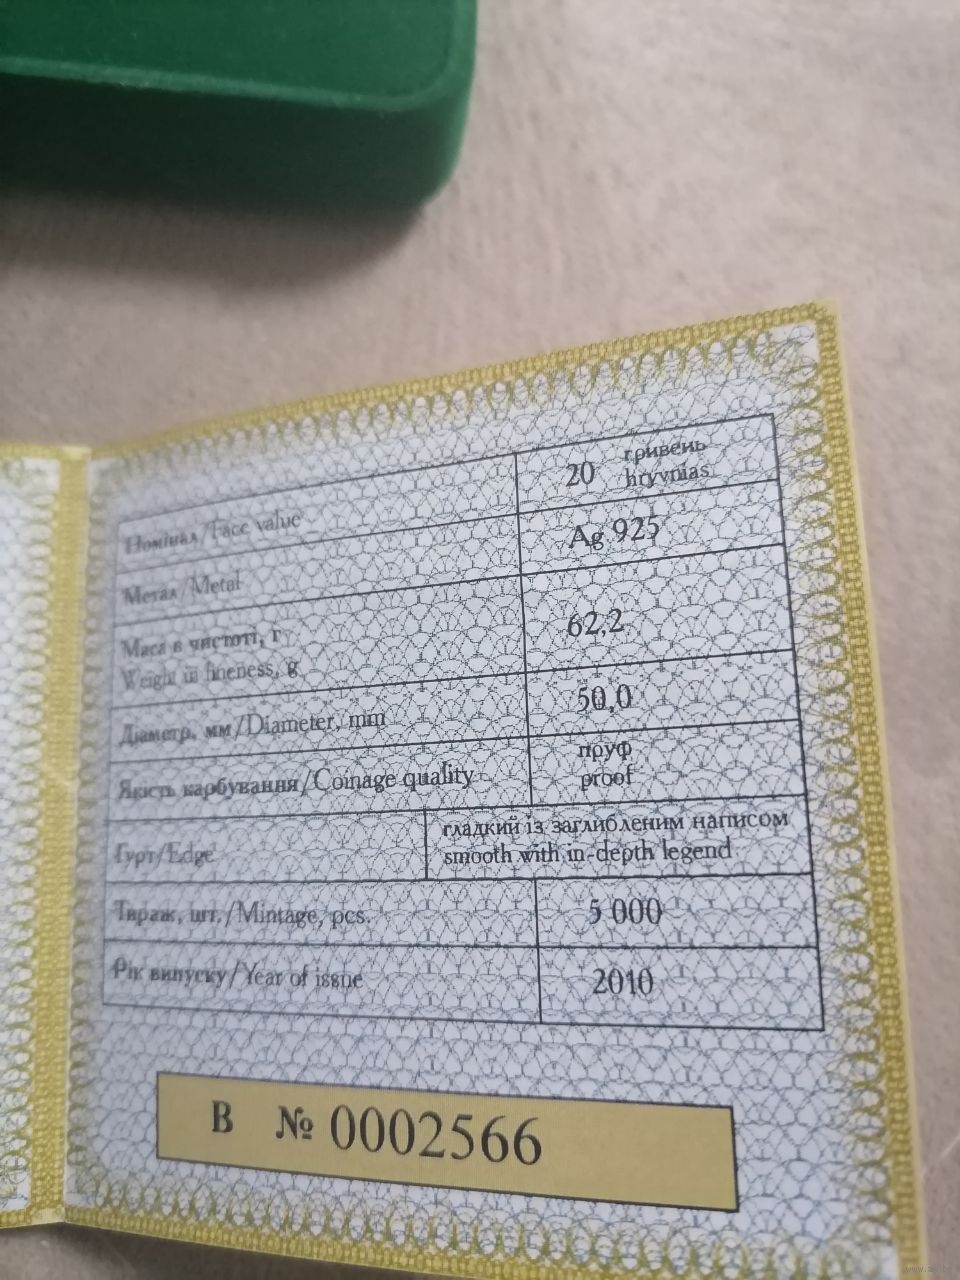 Номінал/Face value 20 гривень
hryvnias
Метал/Metal Ag 925
Маса в чистоті, г 62,2
Weight in fineness, g
Діаметр, мм/Diameter, mm 50,0
Якість карбування/Coinage quality пруф
proof
Гурт/Edge гладкий із заглибленим написом
smooth with in-depth legend
Тираж, шт./Mintage, pcs. 5 000
Рік випуску/Year of issue 2010
В № 0002566